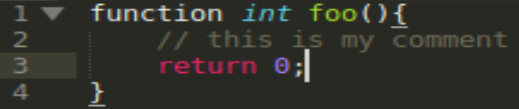 1 function int foo(){
2 // this is my comment
3 return 0;
4 }